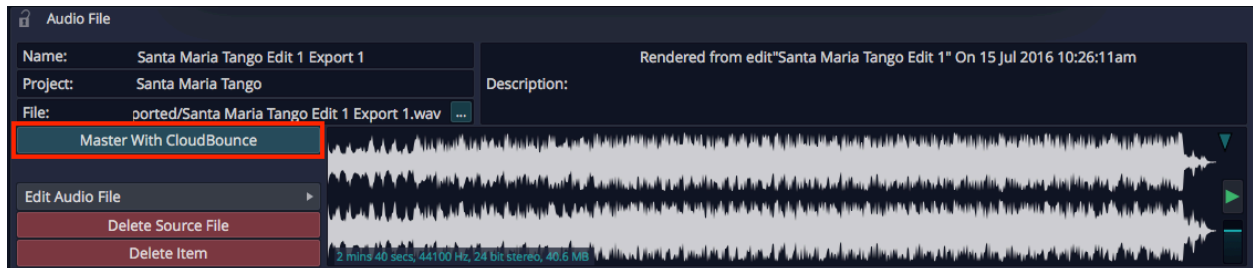 Audio File
Name: Santa Maria Tango Edit 1 Export 1
Rendered from edit"Santa Maria Tango Edit 1" On 15 Jul 2016 10:26:11am
Project: Santa Maria Tango
Description:
File: ported/Santa Maria Tango Edit 1 Export 1.wav ...
Master With CloudBounce
Edit Audio File
Delete Source File
Delete Item
2 mins 40 secs, 44100 Hz, 24 bit stereo, 40.6 MB